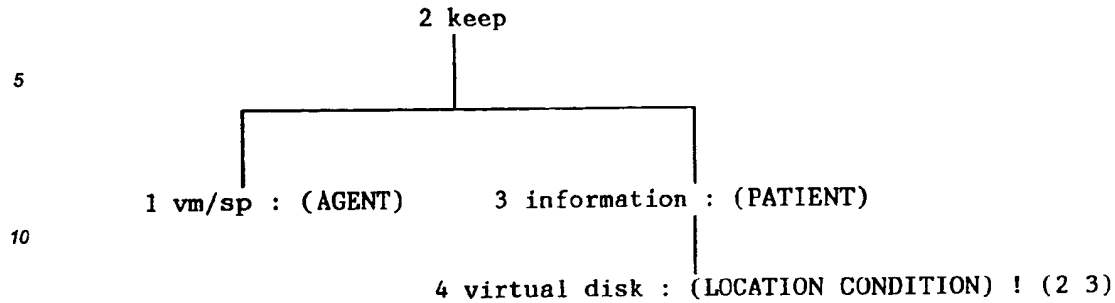 2 keep
5
1 vm/sp : (AGENT) 3 information : (PATIENT)
10
4 virtual disk : (LOCATION CONDITION) ! (2 3)